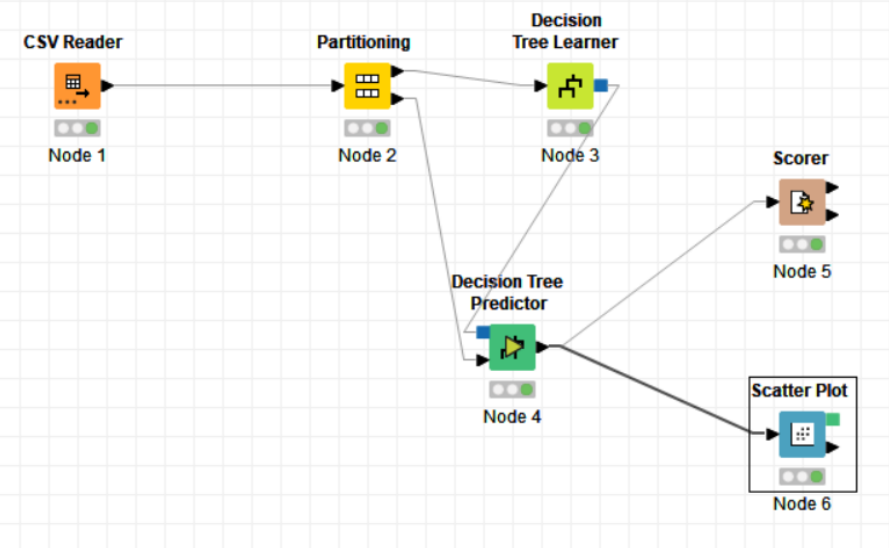 CSV Reader
Node 1
Partitioning
Node 2
Decision
Tree Learner
Node 3
Decision Tree
Predictor
Node 4
Scorer
Node 5
Scatter Plot
Node 6